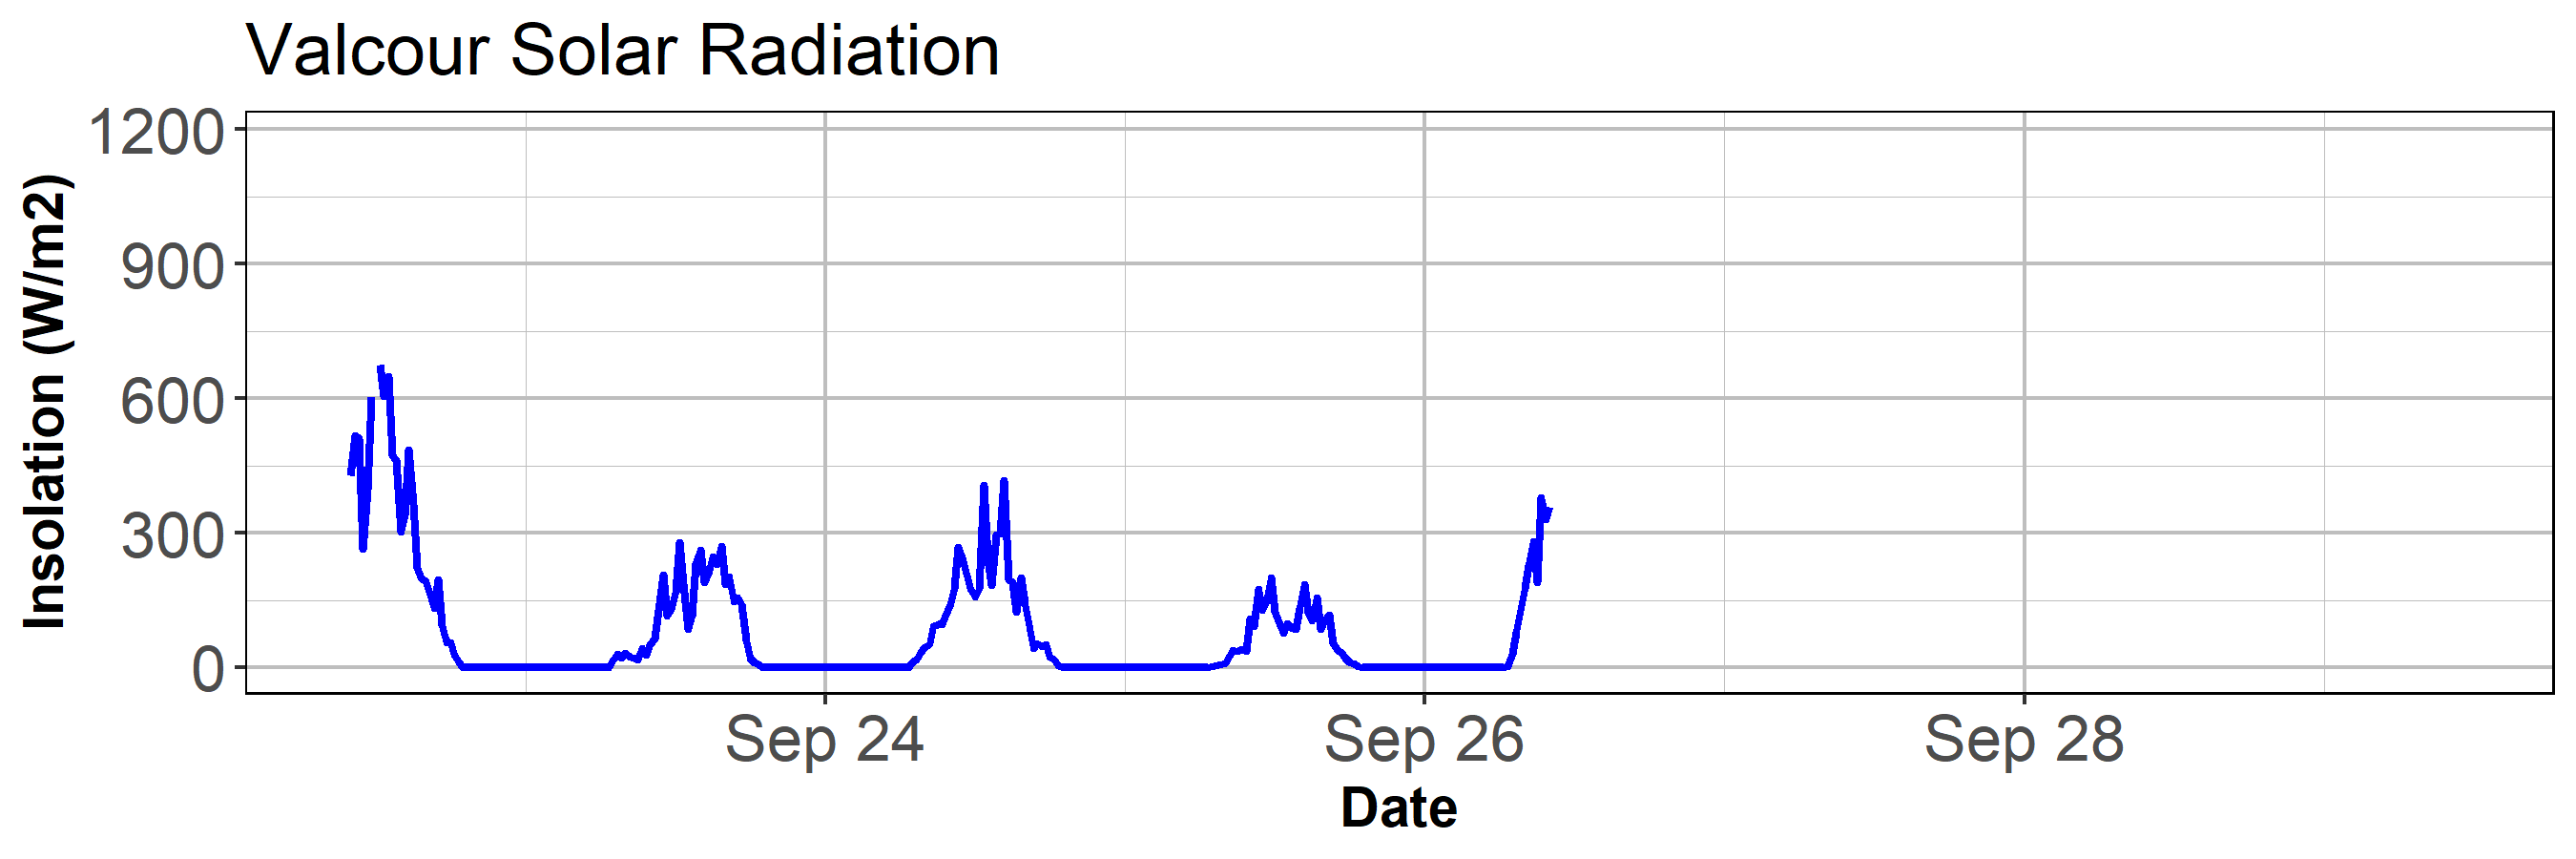 Valcour Solar Radiation
1200
900
600
300
0
Insolation (W/m2)
Sep 24 Sep 26 Sep 28
Date